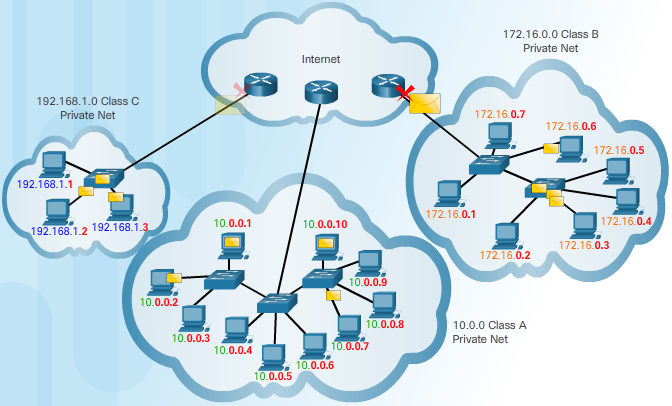 Internet
172.16.0.0 Class B
Private Net
192.168.1.0 Class C
Private Net
172.16.0.7
172.16.0.6
172.16.0.5
172.16.0.4
172.16.0.3
172.16.0.2
172.16.0.1
192.168.1.1
192.168.1.2
192.168.1.3
10.0.0.1
10.0.0.10
10.0.0.2
10.0.0.9
10.0.0.3
10.0.0.8
10.0.0.4
10.0.0.7
10.0.0.5
10.0.0.6
10.0.0 Class A
Private Net